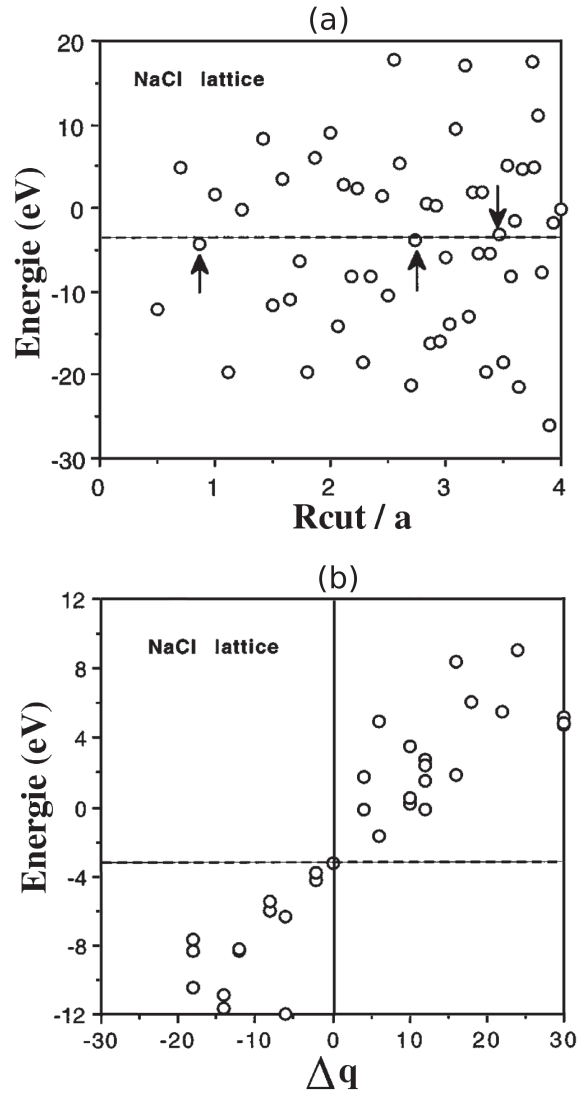 (a)
20
NaCl lattice
10
0
-10
-20
-30
Energie (eV)
0 1 2 3 4
Rcut / a
(b)
12
NaCl lattice
8
4
0
-4
-8
-12
Energie (eV)
-30 -20 -10 0 10 20 30
Δq